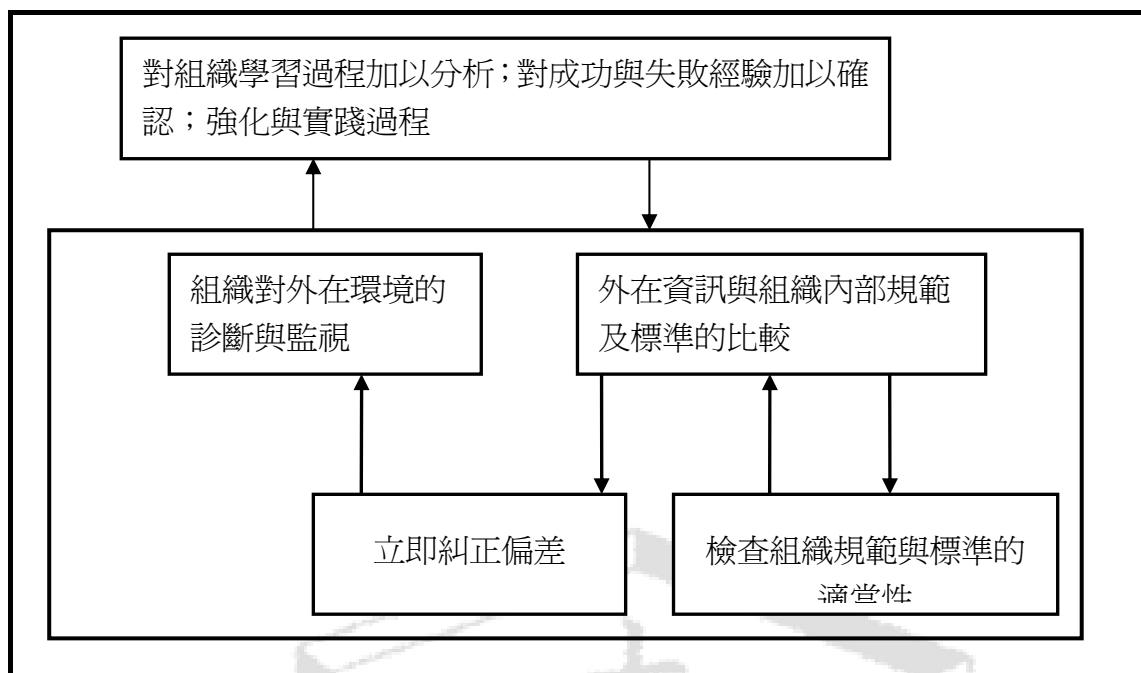 對組織學習過程加以分析；對成功與失敗經驗加以確
認；強化與實踐過程
組織對外在環境的
診斷與監視
外在資訊與組織內部規範
及標準的比較
立即糾正偏差
檢查組織規範與標準的
適當性